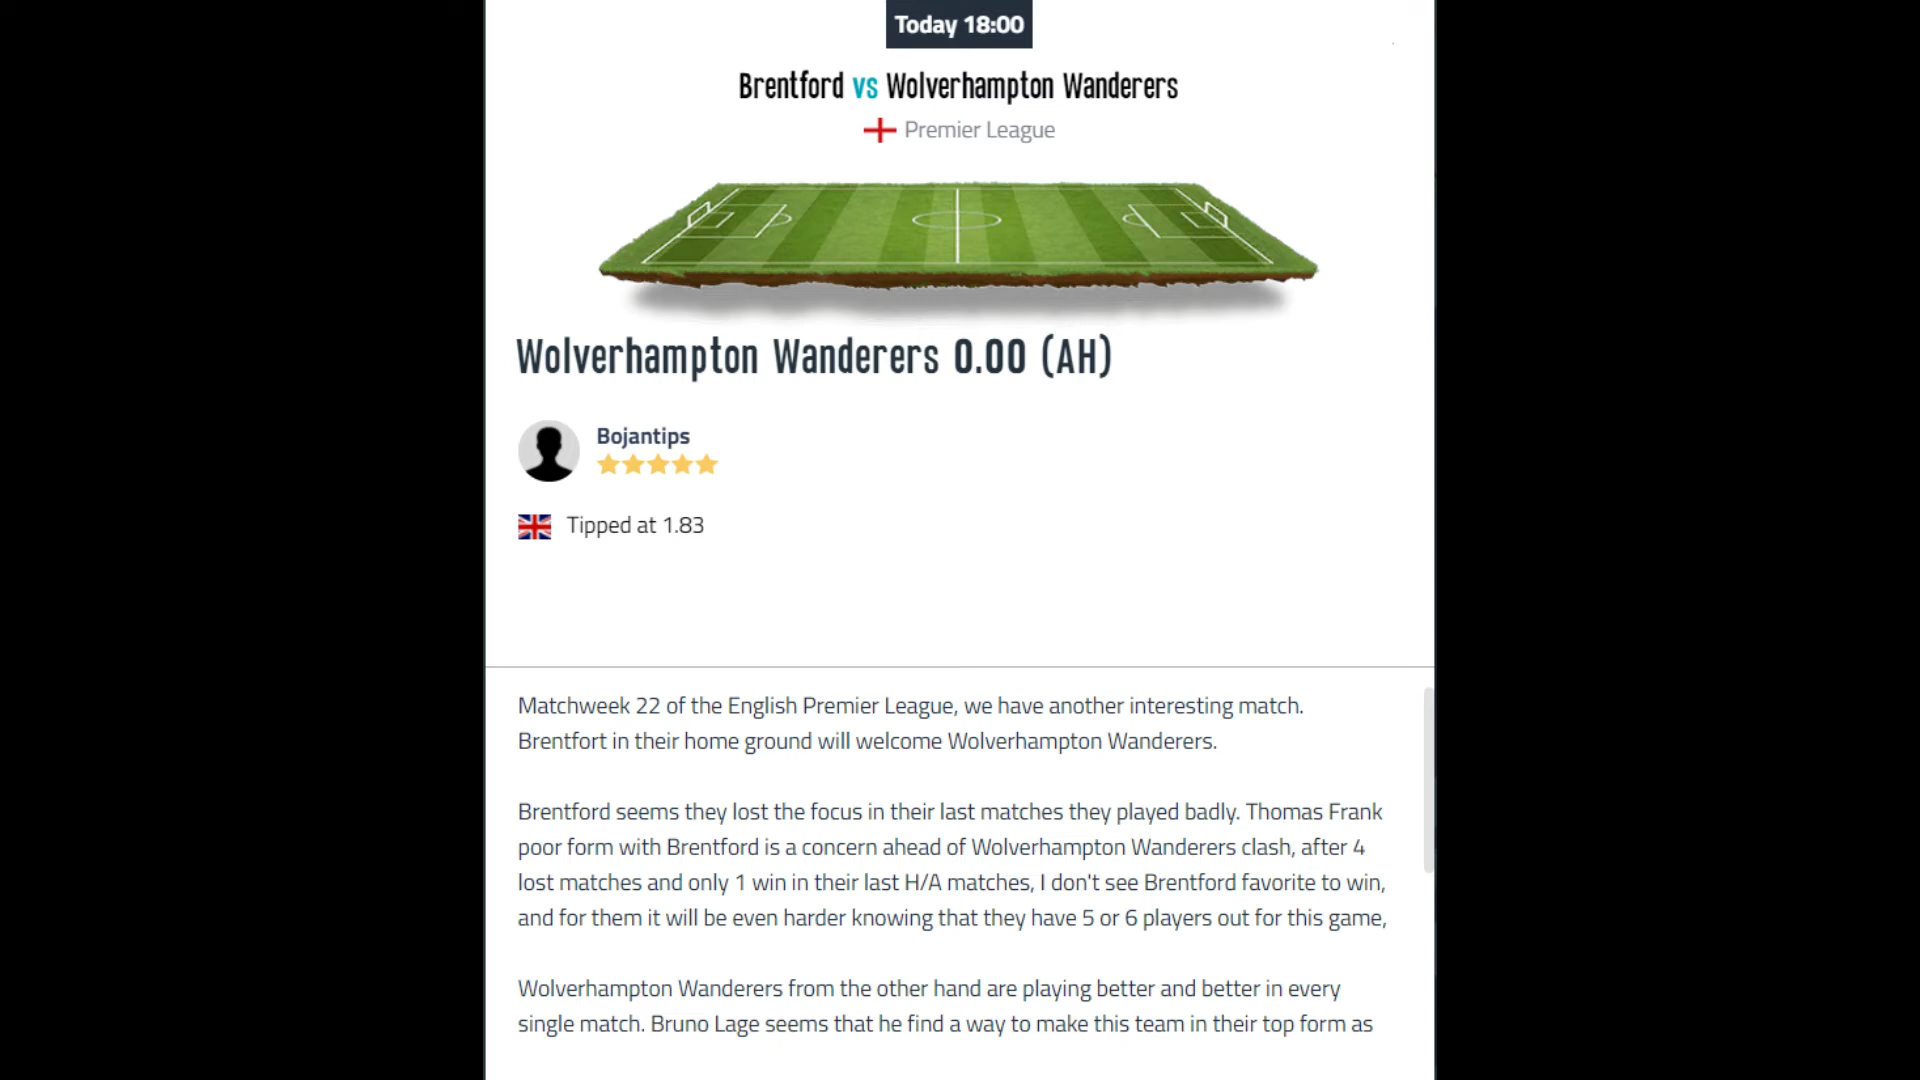 Today 18:00
Brentford vs Wolverhampton Wanderers
Premier League
Wolverhampton Wanderers 0.00 (AH)
Bojantips
Tipped at 1.83
Matchweek 22 of the English Premier League, we have another interesting match.
Brentfort in their home ground will welcome Wolverhampton Wanderers.
Brentford seems they lost the focus in their last matches they played badly. Thomas Frank
poor form with Brentford is a concern ahead of Wolverhampton Wanderers clash, after 4
lost matches and only 1 win in their last H/A matches, I don't see Brentford favorite to win,
and for them it will be even harder knowing that they have 5 or 6 players out for this game,
Wolverhampton Wanderers from the other hand are playing better and better in every
single match. Bruno Lage seems that he find a way to make this team in their top form as